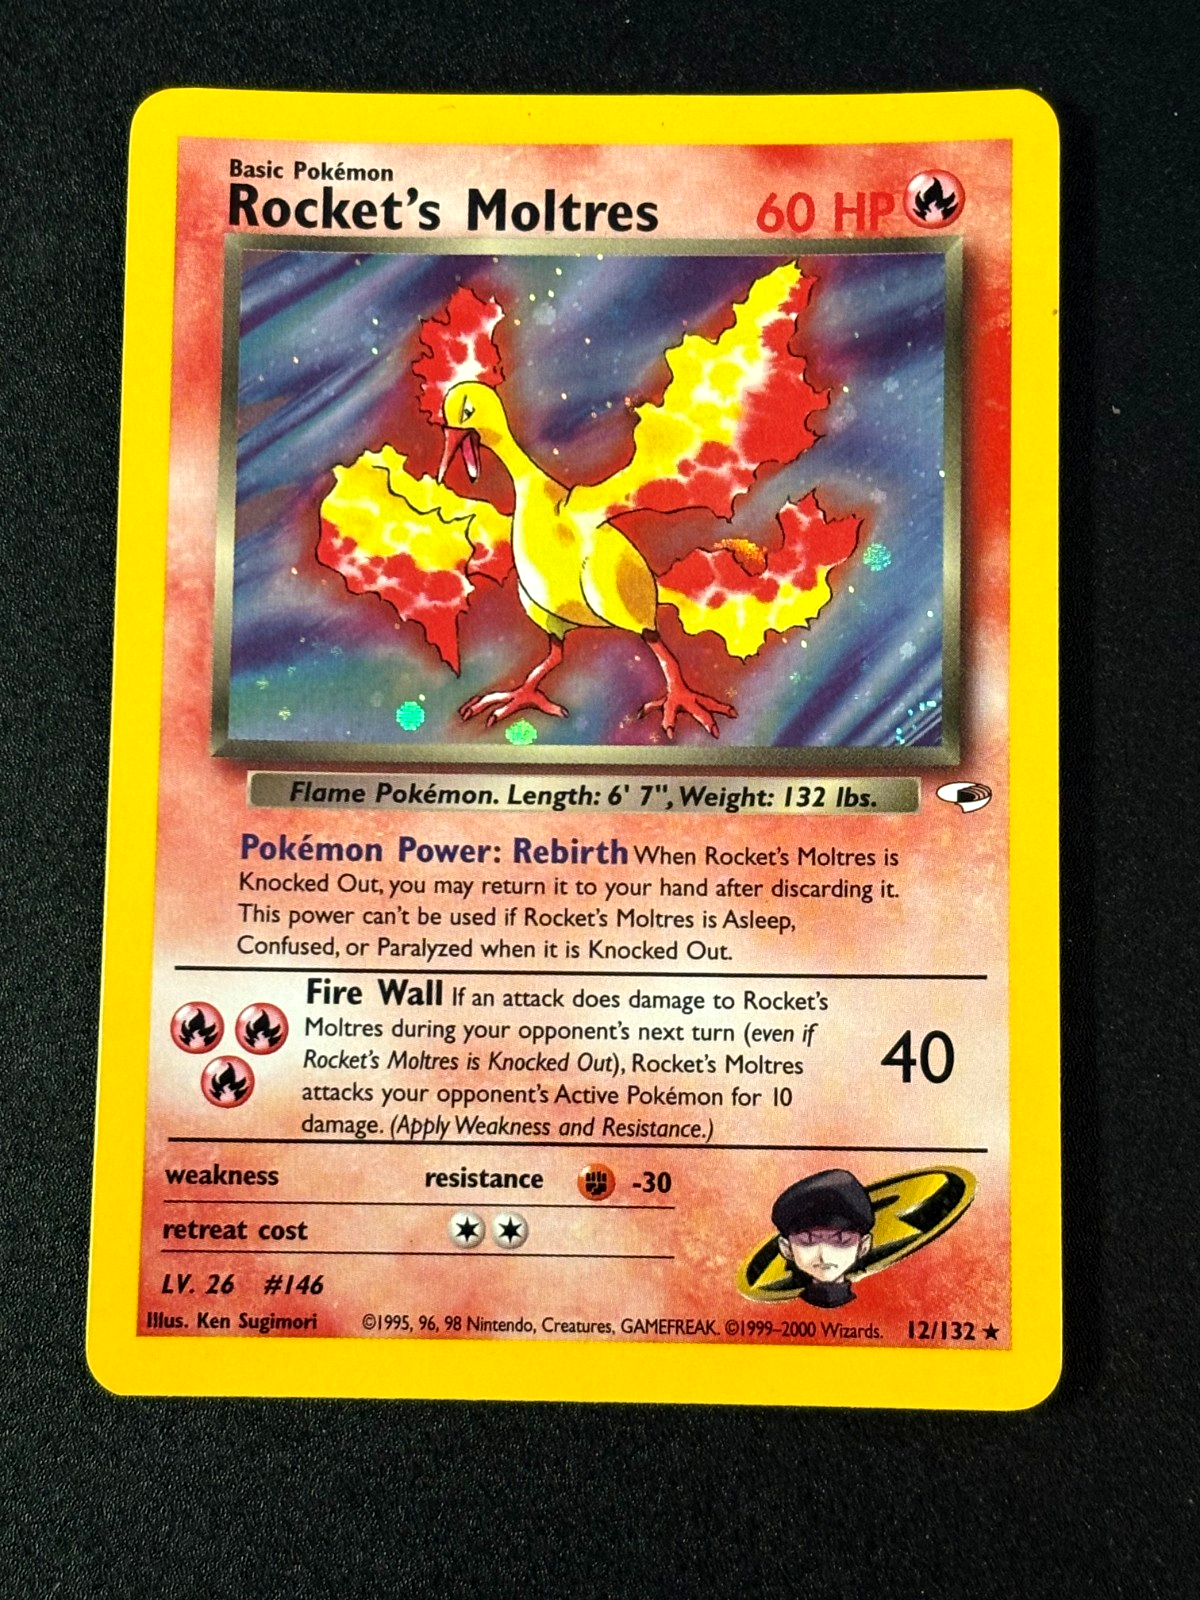 Basic Pokémon
Rocket's Moltres 60 HP
Flame Pokémon. Length: 6' 7", Weight: 132 lbs.
Pokémon Power: Rebirth When Rocket's Moltres is
Knocked Out, you may return it to your hand after discarding it.
This power can't be used if Rocket's Moltres is Asleep,
Confused, or Paralyzed when it is Knocked Out.
Fire Wall If an attack does damage to Rocket's
Moltres during your opponent's next turn (even if
Rocket's Moltres is Knocked Out), Rocket's Moltres
attacks your opponent's Active Pokémon for 10
damage. (Apply Weakness and Resistance.)
40
weakness resistance -30
retreat cost
LV. 26 #146
Illus. Ken Sugimori ©1995, 96, 98 Nintendo, Creatures, GAMEFREAK. ©1999–2000 Wizards. 12/132 ★